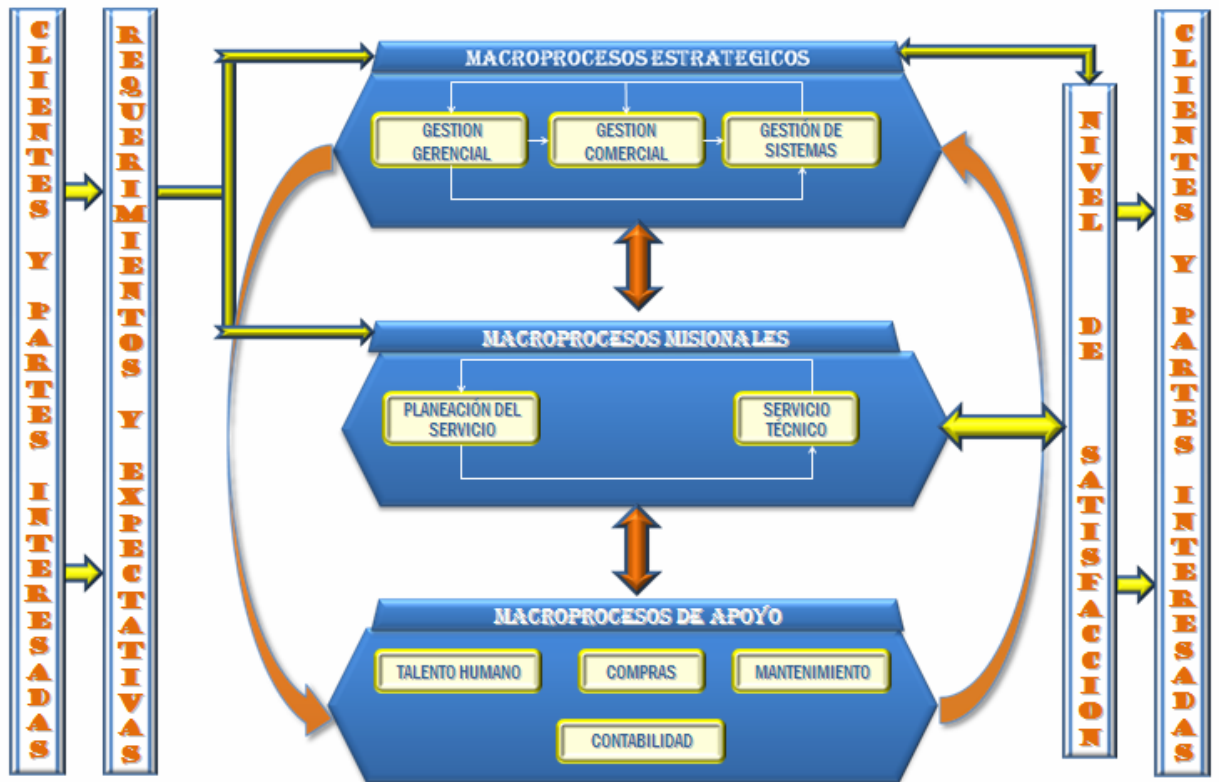 CLIENTES Y PARTES INTERESADAS
REQUERIMIENTOS Y EXPECTATIVAS
MACROPROCESOS ESTRATEGICOS
GESTION
GERENCIAL
GESTION
COMERCIAL
GESTIÓN DE
SISTEMAS
MACROPROCESOS MISIONALES
PLANEACIÓN DEL
SERVICIO
SERVICIO
TÉCNICO
MACROPROCESOS DE APOYO
TALENTO HUMANO
COMPRAS
MANTENIMIENTO
CONTABILIDAD
NIVEL DE SATISFACCION
CLIENTES Y PARTES INTERESADAS